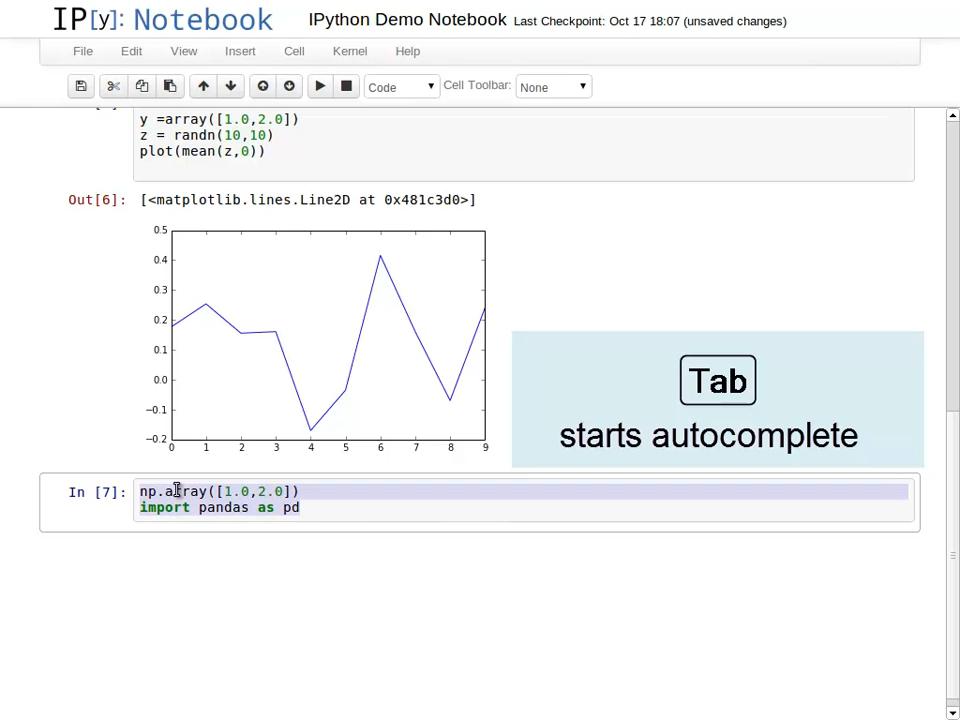 IP[y]: Notebook
IPython Demo Notebook Last Checkpoint: Oct 17 18:07 (unsaved changes)
File Edit View Insert Cell Kernel Help
Code Cell Toolbar: None
y =array([1.0,2.0])
z = randn(10,10)
plot(mean(z,0))
Out[6]: [<matplotlib.lines.Line2D at 0x481c3d0>]
0.5
0.4
0.3
0.2
0.1
0.0
−0.1
−0.2
0 1 2 3 4 5 6 7 8 9
Tab
starts autocomplete
In [7]: np.array([1.0,2.0])
import pandas as pd